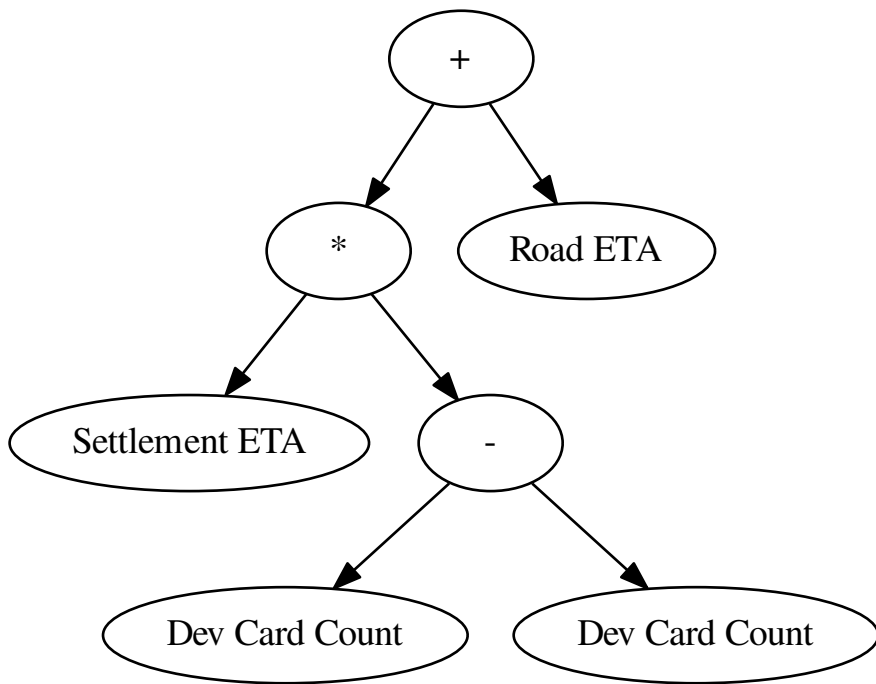 +
*
Road ETA
Settlement ETA
-
Dev Card Count
Dev Card Count